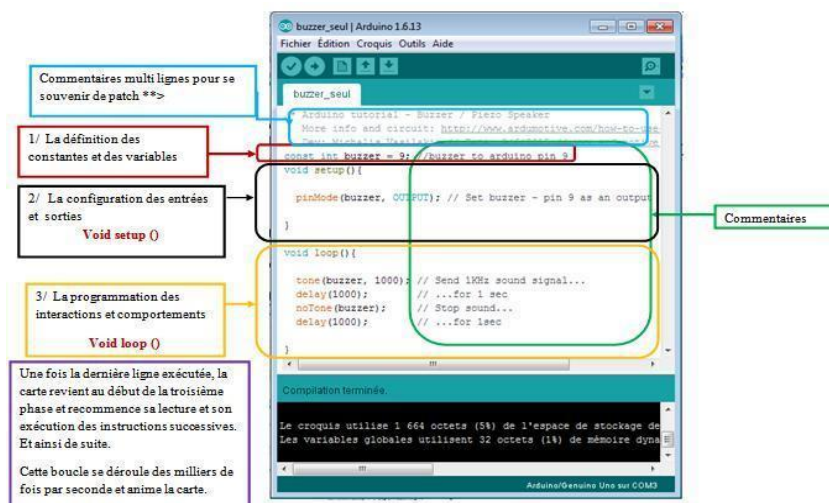 buzzer_seul | Arduino 1.6.13
Fichier Édition Croquis Outils Aide
buzzer_seul
Commentaires multi lignes pour se
souvenir de patch **>
* Arduino tutorial - Buzzer / Piezo Speaker
More info and circuit: http://www.ardumotive.com/how-to-use-
Dev: Michalis Vasilakis
1/ La définition des
constantes et des variables
const int buzzer = 9; //buzzer to arduino pin 9
void setup(){
2/ La configuration des entrées
et sorties
Void setup ()
pinMode(buzzer, OUTPUT); // Set buzzer - pin 9 as an output
}
Commentaires
void loop(){
3/ La programmation des
interactions et comportements
Void loop ()
tone(buzzer, 1000); // Send 1KHz sound signal...
delay(1000); // ...for 1 sec
noTone(buzzer); // Stop sound...
delay(1000); // ...for 1sec
}
Une fois la dernière ligne exécutée, la
carte revient au début de la troisième
phase et recommence sa lecture et son
exécution des instructions successives.
Et ainsi de suite.
Cette boucle se déroule des milliers de
fois par seconde et anime la carte.
Compilation terminée.
Le croquis utilise 1 664 octets (5%) de l'espace de stockage de
Les variables globales utilisent 32 octets (1%) de mémoire dyna
Arduino/Genuino Uno sur COM3